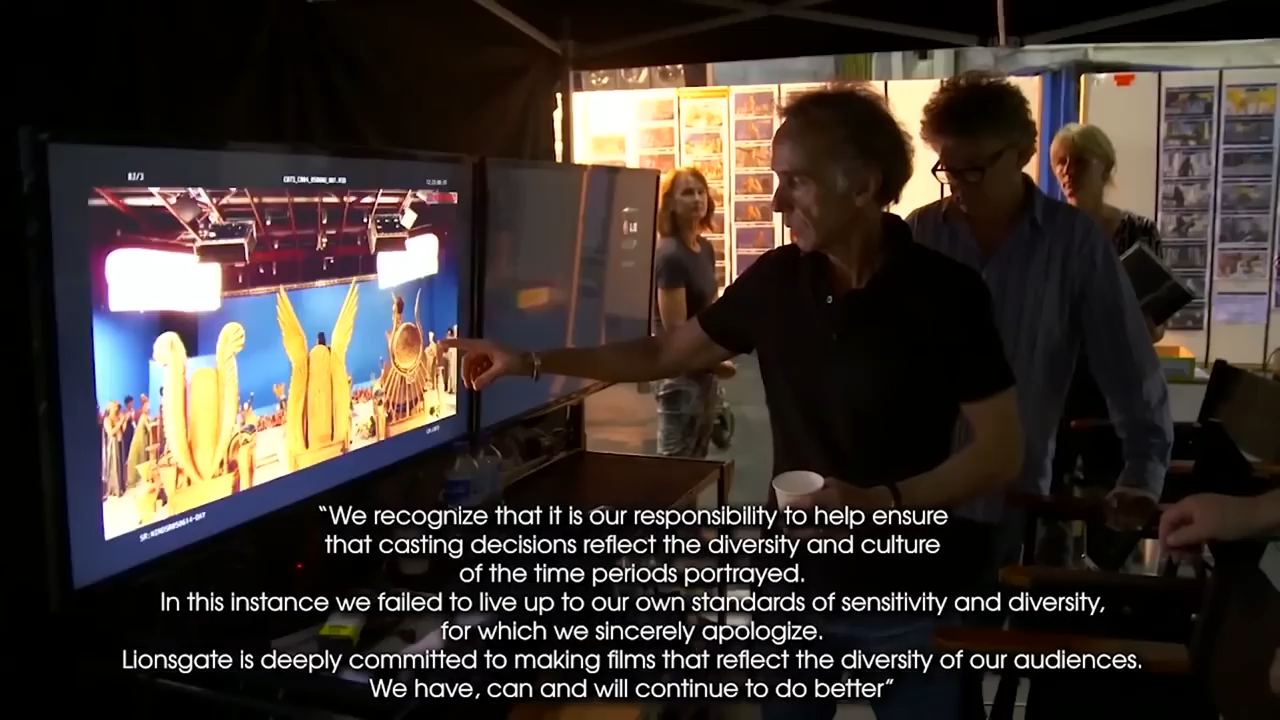 “We recognize that it is our responsibility to help ensure
that casting decisions reflect the diversity and culture
of the time periods portrayed.
In this instance we failed to live up to our own standards of sensitivity and diversity,
for which we sincerely apologize.
Lionsgate is deeply committed to making films that reflect the diversity of our audiences.
We have, can and will continue to do better”